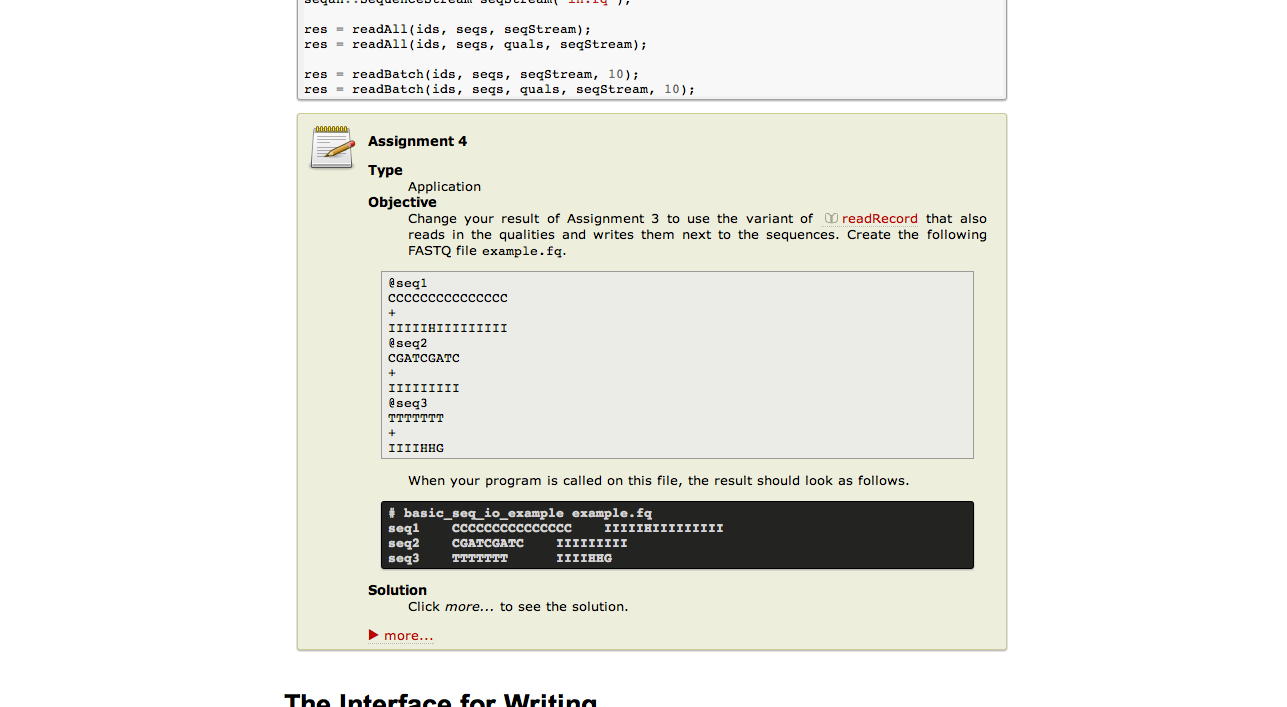 seqan::SequenceStream seqStream("in.fq");
res = readAll(ids, seqs, seqStream);
res = readAll(ids, seqs, quals, seqStream);
res = readBatch(ids, seqs, seqStream, 10);
res = readBatch(ids, seqs, quals, seqStream, 10);
Assignment 4
Type
Application
Objective
Change your result of Assignment 3 to use the variant of readRecord that also
reads in the qualities and writes them next to the sequences. Create the following
FASTQ file example.fq.
@seq1
CCCCCCCCCCCCCCC
+
IIIIIHIIIIIIIII
@seq2
CGATCGATC
+
IIIIIIIII
@seq3
TTTTTTT
+
IIIIHHG
When your program is called on this file, the result should look as follows.
# basic_seq_io_example example.fq
seq1    CCCCCCCCCCCCCCC    IIIIIHIIIIIIIII
seq2    CGATCGATC    IIIIIIIII
seq3    TTTTTTT      IIIIHHG
Solution
Click more... to see the solution.
more...
The Interface for Writing